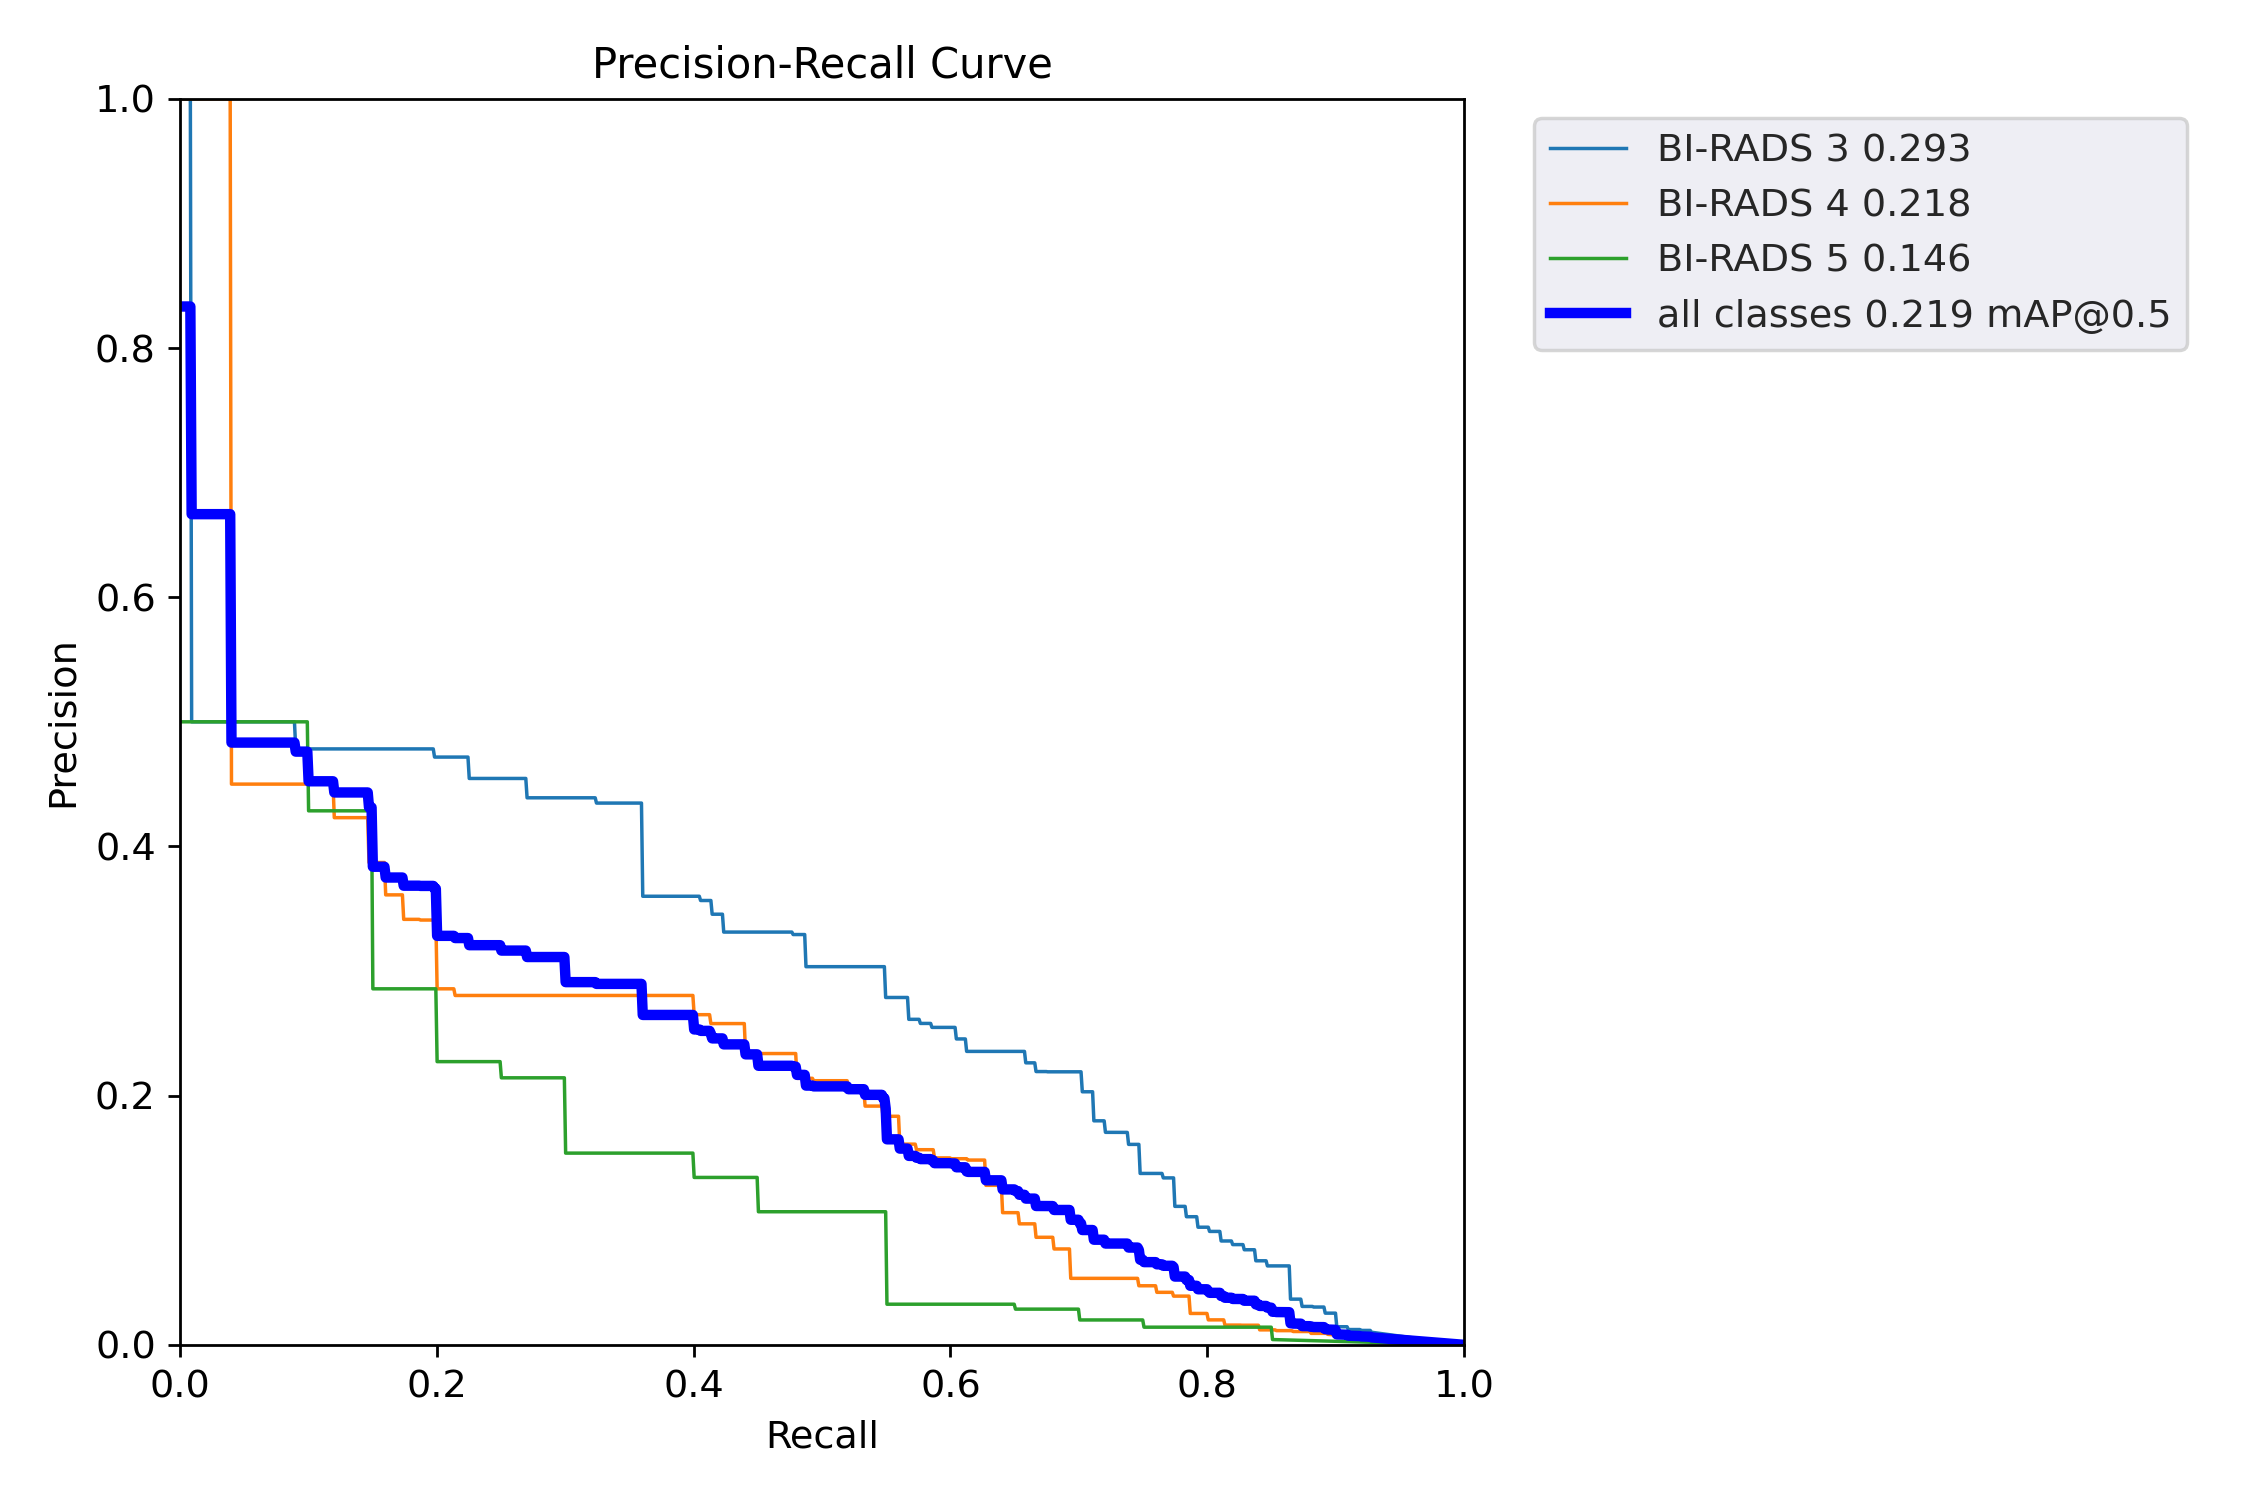 Precision-Recall Curve
1.0
0.8
0.6
0.4
0.2
0.0
Precision
0.0 0.2 0.4 0.6 0.8 1.0
Recall
BI-RADS 3 0.293
BI-RADS 4 0.218
BI-RADS 5 0.146
all classes 0.219 mAP@0.5